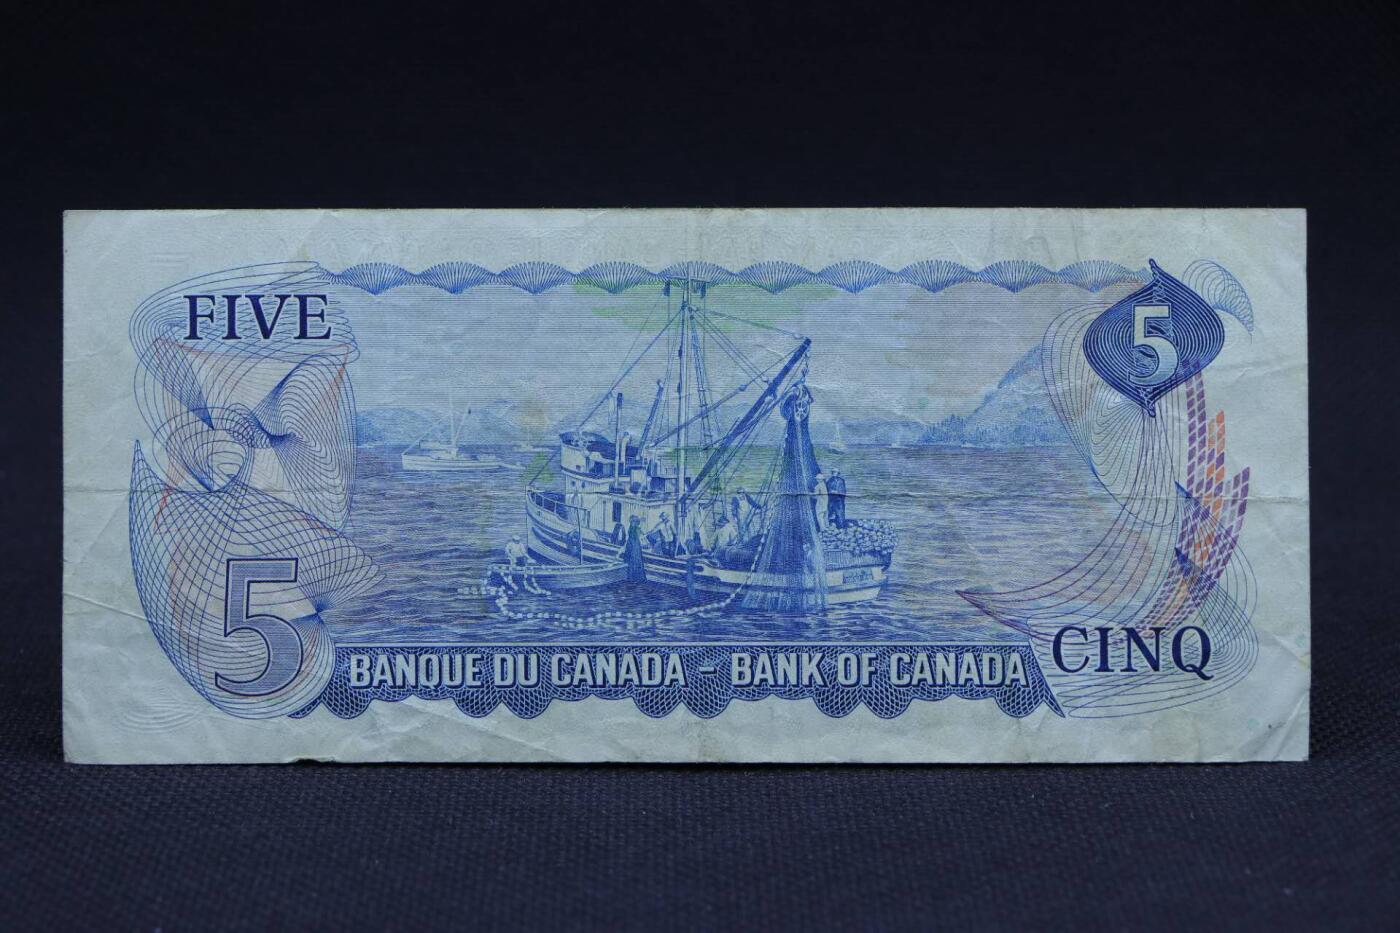 FIVE
5
5
CINQ
BANQUE DU CANADA – BANK OF CANADA